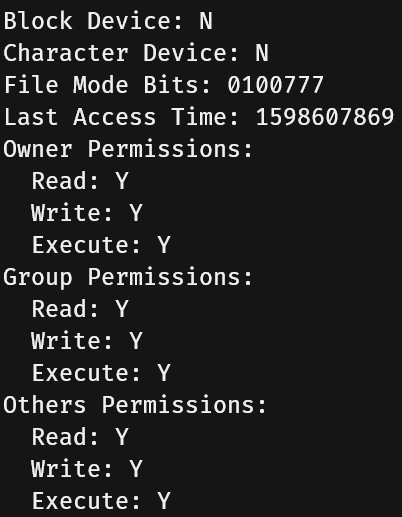 Block Device: N
Character Device: N
File Mode Bits: 0100777
Last Access Time: 1598607869
Owner Permissions:
  Read: Y
  Write: Y
  Execute: Y
Group Permissions:
  Read: Y
  Write: Y
  Execute: Y
Others Permissions:
  Read: Y
  Write: Y
  Execute: Y